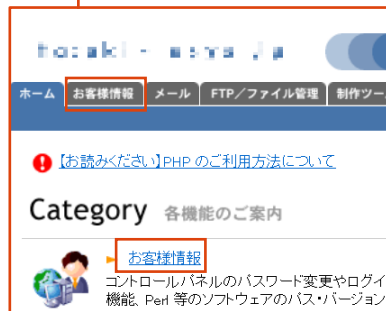 ホーム お客様情報 メール FTP／ファイル管理 制作ツー
【お読みください】PHP のご利用方法について
Category 各機能のご案内
お客様情報
コントロールパネルのパスワード変更やログイ
機能、Perl 等のソフトウェアのパス・バージョン